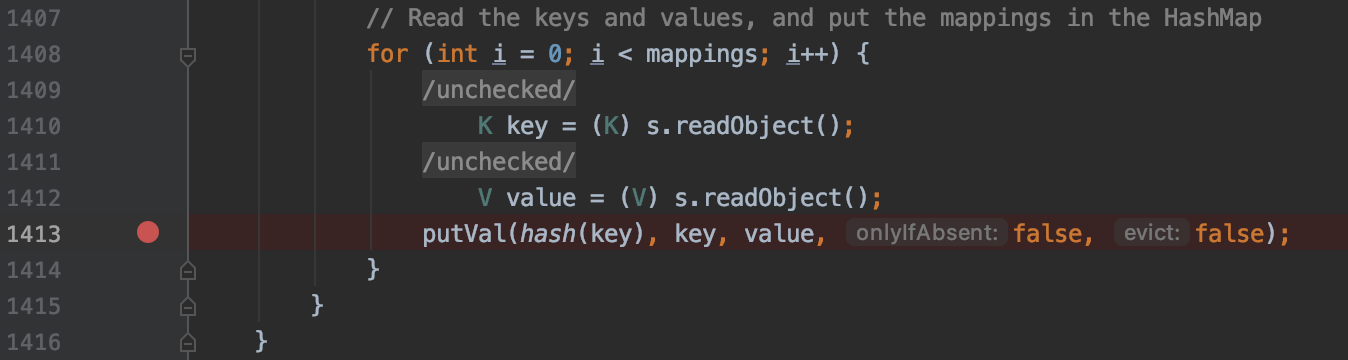 1407 // Read the keys and values, and put the mappings in the HashMap
1408 for (int i = 0; i < mappings; i++) {
1409 /unchecked/
1410 K key = (K) s.readObject();
1411 /unchecked/
1412 V value = (V) s.readObject();
1413 putVal(hash(key), key, value, onlyIfAbsent: false, evict: false);
1414 }
1415 }
1416 }